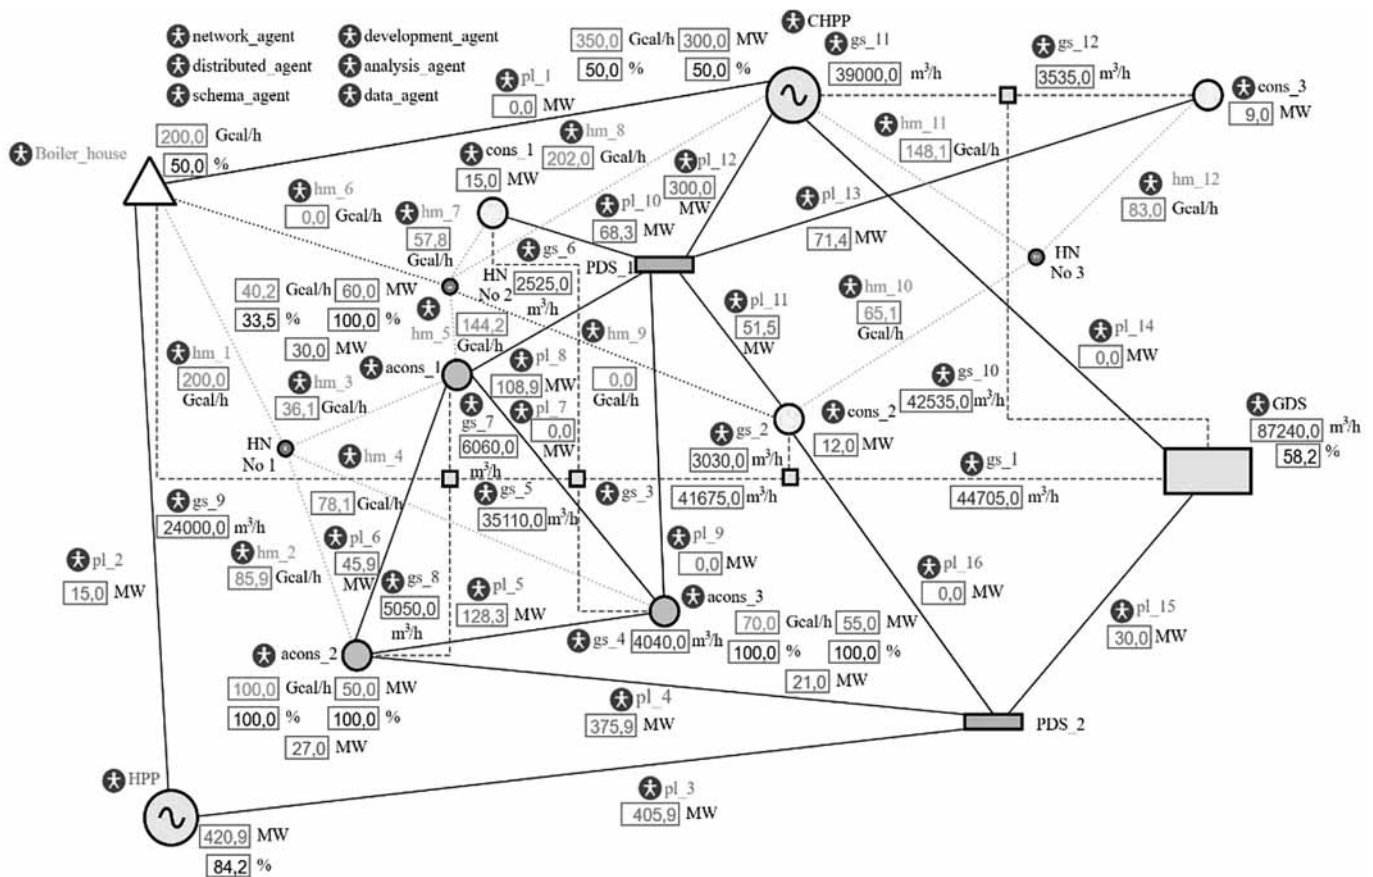 network_agent
development_agent
distributed_agent
analysis_agent
schema_agent
data_agent
CHPP
350,0 Gcal/h 300,0 MW
50,0 % 50,0 %
gs_11
39000,0 m³/h
gs_12
3535,0
m³/h
cons_3
9,0 MW
pl_1
0,0 MW
200,0 Gcal/h
50,0 %
Boiler_house
hm_8
202,0 Gcal/h
cons_1
15,0 MW
pl_12
300,0
MW
hm_11
148,1
Gcal/h
hm_12
83,0
Gcal/h
hm_6
0,0
Gcal/h
hm_7
57,8
Gcal/h
pl_10
68,3
MW
pl_13
71,4 MW
gs_6
2525,0
m³/h
HN
No 2
PDS_1
HN
No 3
40,2 Gcal/h 60,0 MW
33,5 % 100,0 %
30,0 MW
hm_5
144,2
Gcal/h
hm_9
0,0
Gcal/h
pl_11
51,5
MW
hm_10
65,1
Gcal/h
pl_14
0,0 MW
hm_1
200,0
Gcal/h
hm_3
36,1 Gcal/h
acons_1
pl_8
108,9 MW
pl_7
0,0
MW
gs_7
6060,0
m³/h
gs_10
42535,0 m³/h
GDS
87240,0 m³/h
58,2 %
cons_2
12,0 MW
HN
No 1
hm_4
78,1 Gcal/h
gs_2
3030,0
m³/h
gs_1
44705,0 m³/h
gs_3
41675,0 m³/h
gs_5
35110,0 m³/h
gs_9
24000,0 m³/h
hm_2
85,9 Gcal/h
pl_6
45,9
MW
pl_2
15,0 MW
gs_8
5050,0
m³/h
pl_5
128,3 MW
pl_9
0,0 MW
pl_16
0,0 MW
pl_15
30,0 MW
acons_3
70,0 Gcal/h 55,0 MW
100,0 % 100,0 %
21,0 MW
gs_4 4040,0 m³/h
acons_2
100,0 Gcal/h 50,0 MW
100,0 % 100,0 %
27,0 MW
pl_4
375,9 MW
PDS_2
HPP
420,9 MW
84,2 %
pl_3
405,9 MW